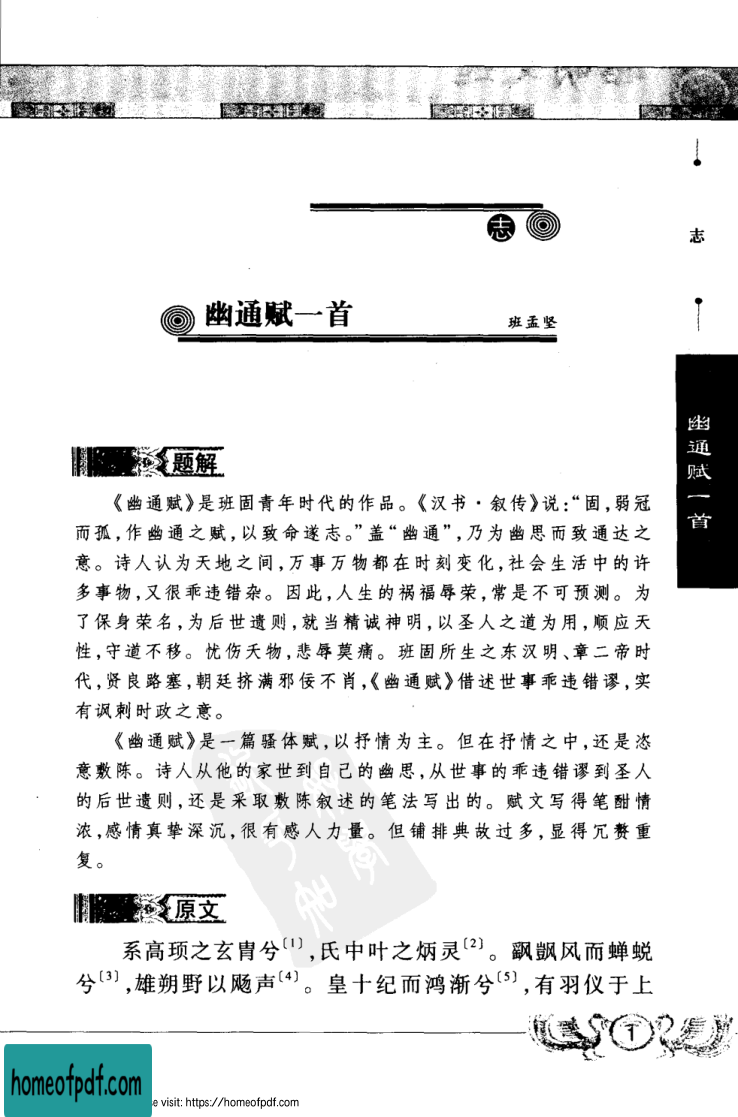 志
志
幽通赋一首
班孟坚
幽通赋一首
题解
《幽通赋》是班固青年时代的作品。《汉书·叙传》说:“固,弱冠
而孤,作幽通之赋,以致命遂志。”盖“幽通”,乃为幽思而致通达之
意。诗人认为天地之间,万事万物都在时刻变化,社会生活中的许
多事物,又很乖违错杂。因此,人生的祸福辱荣,常是不可预测。为
了保身荣名,为后世遗则,就当精诚神明,以圣人之道为用,顺应天
性,守道不移。忧伤夭物,悲辱莫痛。班固所生之东汉明、章二帝时
代,贤良路塞,朝廷挤满邪佞不肖,《幽通赋》借述世事乖违错谬,实
有讽刺时政之意。
《幽通赋》是一篇骚体赋,以抒情为主。但在抒情之中,还是恣
意敷陈。诗人从他的家世到自己的幽思,从世事的乖违错谬到圣人
的后世遗则,还是采取敷陈叙述的笔法写出的。赋文写得笔酣情
浓,感情真挚深沉,很有感人力量。但铺排典故过多,显得冗赘重
复。
原文
系高顼之玄胄兮〔1〕,氏中叶之炳灵〔2〕。飖飖风而蝉蜕
兮〔3〕,雄朔野以飏声〔4〕。皇十纪而鸿渐兮〔5〕,有羽仪于上
1
homeofpdf.com
e visit: https://homeofpdf.com